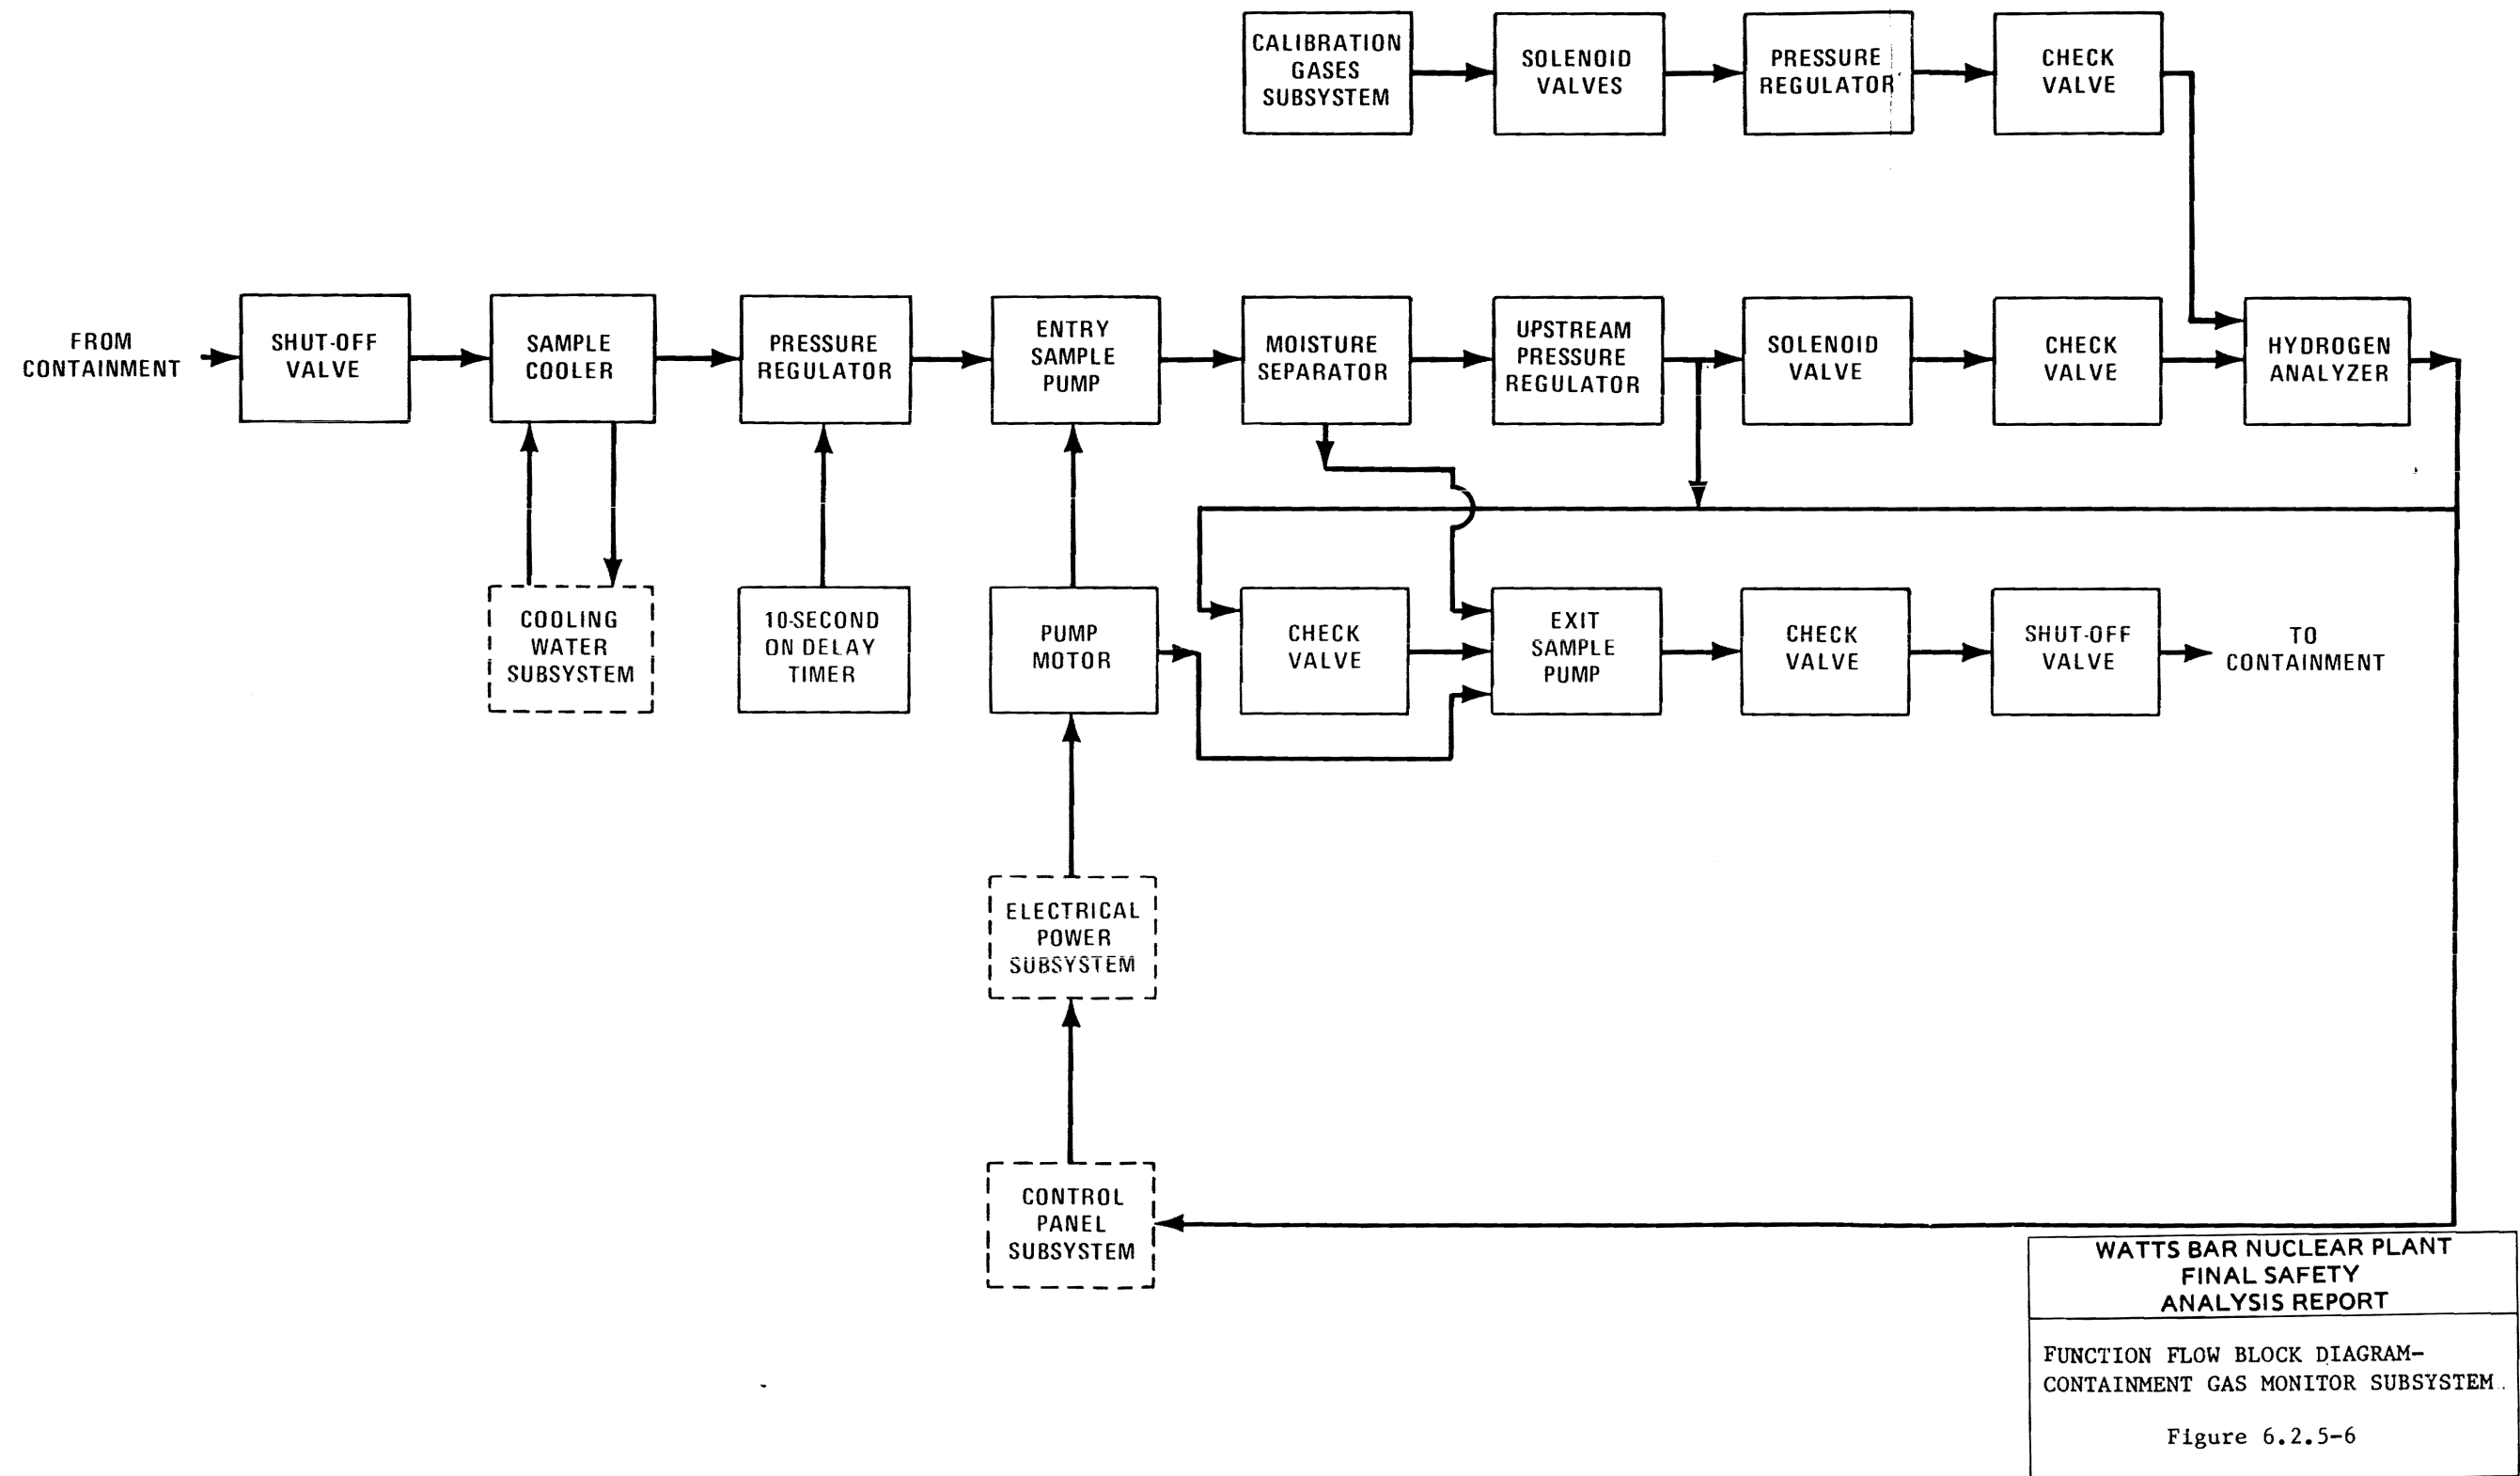 CALIBRATION
GASES
SUBSYSTEM
SOLENOID
VALVES
PRESSURE
REGULATOR
CHECK
VALVE
FROM
CONTAINMENT
SHUT-OFF
VALVE
SAMPLE
COOLER
PRESSURE
REGULATOR
ENTRY
SAMPLE
PUMP
MOISTURE
SEPARATOR
UPSTREAM
PRESSURE
REGULATOR
SOLENOID
VALVE
CHECK
VALVE
HYDROGEN
ANALYZER
COOLING
WATER
SUBSYSTEM
10-SECOND
ON DELAY
TIMER
PUMP
MOTOR
CHECK
VALVE
EXIT
SAMPLE
PUMP
CHECK
VALVE
SHUT-OFF
VALVE
TO
CONTAINMENT
ELECTRICAL
POWER
SUBSYSTEM
CONTROL
PANEL
SUBSYSTEM
WATTS BAR NUCLEAR PLANT
FINAL SAFETY
ANALYSIS REPORT
FUNCTION FLOW BLOCK DIAGRAM-
CONTAINMENT GAS MONITOR SUBSYSTEM
Figure 6.2.5-6